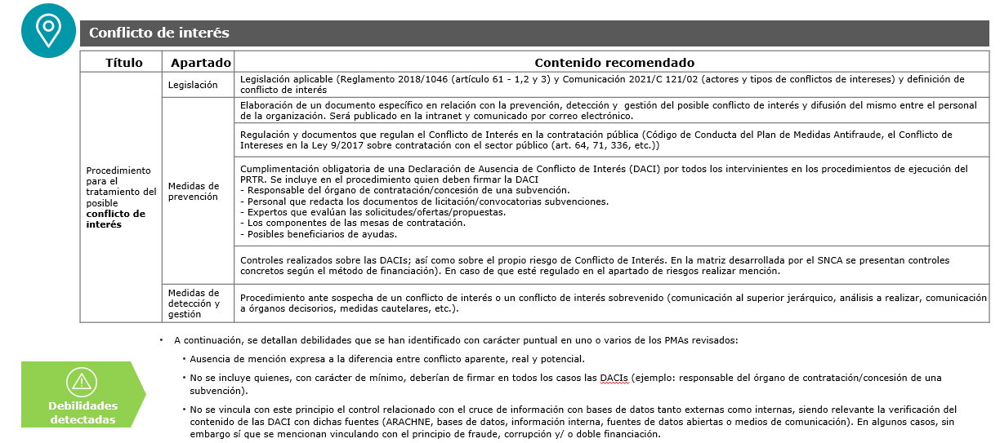 Conflicto de interés
Título
Apartado
Contenido recomendado
Procedimiento
para el
tratamiento del
posible
conflicto de
interés
Legislación
Legislación aplicable (Reglamento 2018/1046 (artículo 61 - 1,2 y 3) y Comunicación 2021/C 121/02 (actores y tipos de conflictos de intereses) y definición de
conflicto de interés
Medidas de
prevención
Elaboración de un documento específico en relación con la prevención, detección y gestión del posible conflicto de interés y difusión del mismo entre el personal
de la organización. Será publicado en la intranet y comunicado por correo electrónico.
Regulación y documentos que regulan el Conflicto de Interés en la contratación pública (Código de Conducta del Plan de Medidas Antifraude, el Conflicto de
Intereses en la Ley 9/2017 sobre contratación con el sector público (art. 64, 71, 336, etc.))
Cumplimentación obligatoria de una Declaración de Ausencia de Conflicto de Interés (DACI) por todos los intervinientes en los procedimientos de ejecución del
PRTR. Se incluye en el procedimiento quien deben firmar la DACI
- Responsable del órgano de contratación/concesión de una subvención.
- Personal que redacta los documentos de licitación/convocatorias subvenciones.
- Expertos que evalúan las solicitudes/ofertas/propuestas.
- Los componentes de las mesas de contratación.
- Posibles beneficiarios de ayudas.
Controles realizados sobre las DACIs; así como sobre el propio riesgo de Conflicto de Interés. En la matriz desarrollada por el SNCA se presentan controles
concretos según el método de financiación). En caso de que esté regulado en el apartado de riesgos realizar mención.
Medidas de
detección y
gestión
Procedimiento ante sospecha de un conflicto de interés o un conflicto de interés sobrevenido (comunicación al superior jerárquico, análisis a realizar, comunicación
a órganos decisorios, medidas cautelares, etc.).
• A continuación, se detallan debilidades que se han identificado con carácter puntual en uno o varios de los PMAs revisados:
• Ausencia de mención expresa a la diferencia entre conflicto aparente, real y potencial.
• No se incluye quienes, con carácter de mínimo, deberían de firmar en todos los casos las DACIs (ejemplo: responsable del órgano de contratación/concesión de una
subvención).
• No se vincula con este principio el control relacionado con el cruce de información con bases de datos tanto externas como internas, siendo relevante la verificación del
contenido de las DACI con dichas fuentes (ARACHNE, bases de datos, información interna, fuentes de datos abiertas o medios de comunicación). En algunos casos, sin
embargo sí que se mencionan vinculando con el principio de fraude, corrupción y/ o doble financiación.
Debilidades
detectadas